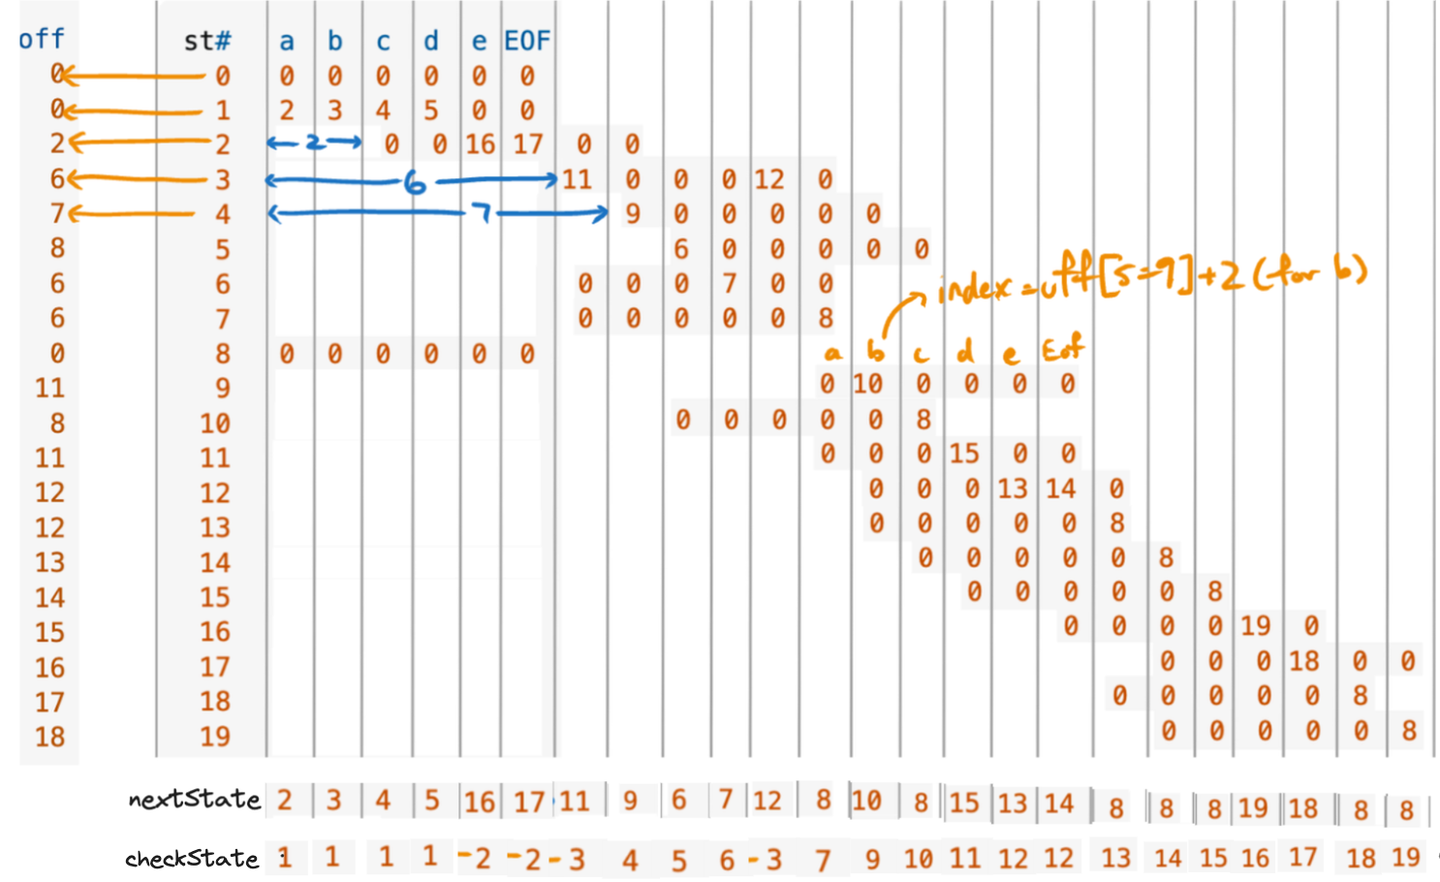 off st# a b c d e EOF
0 0 0 0 0 0 0 0
0 1 2 3 4 5 0 0
2 2 2 0 0 16 17 0 0
6 3 6 11 0 0 0 12 0
7 4 7 9 0 0 0 0 0
8 5 6 0 0 0 0 0
6 6 0 0 0 7 0 0
index = off[s=9]+2 (for b)
6 7 0 0 0 0 0 8
0 8 0 0 0 0 0 0
a b c d e Eof
11 9 0 10 0 0 0 0
8 10 0 0 0 0 0 8
11 11 0 0 0 15 0 0
12 12 0 0 0 13 14 0
12 13 0 0 0 0 0 8
13 14 0 0 0 0 0 8
14 15 0 0 0 0 0 8
15 16 0 0 0 0 19 0
16 17 0 0 0 18 0 0
17 18 0 0 0 0 0 8
18 19 0 0 0 0 0 8
nextState 2 3 4 5 16 17 11 9 6 7 12 8 10 8 15 13 14 8 8 8 19 18 8 8
checkState 1 1 1 1 -2 -2 -3 4 5 6 -3 7 9 10 11 12 12 13 14 15 16 17 18 19